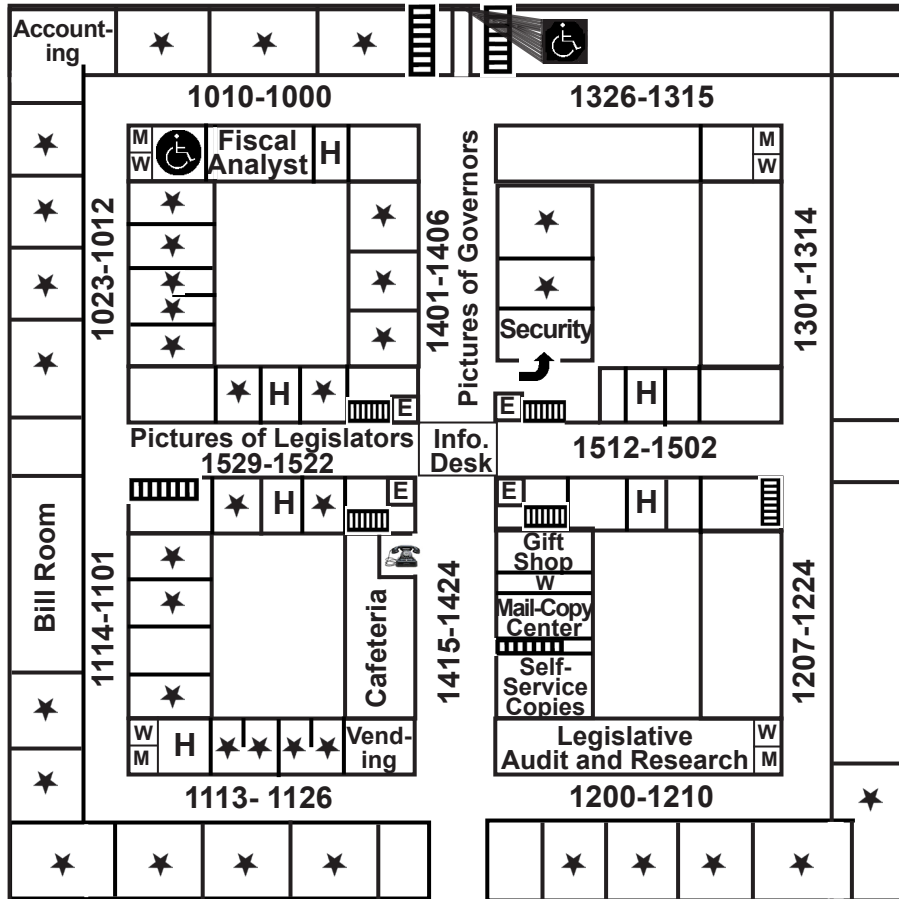 Account-
ing
1010-1000
1326-1315
M
W
Fiscal
Analyst
H
M
W
1023-1012
1401-1406
Pictures of Governors
1301-1314
Security
H
E
E
H
Pictures of Legislators
1529-1522
Info.
Desk
1512-1502
H
E
E
H
Bill Room
1114-1101
Cafeteria
1415-1424
Gift
Shop
W
Mail-Copy
Center
Self-
Service
Copies
1207-1224
W
M
H
Vend-
ing
Legislative
Audit and Research
W
M
1113- 1126
1200-1210